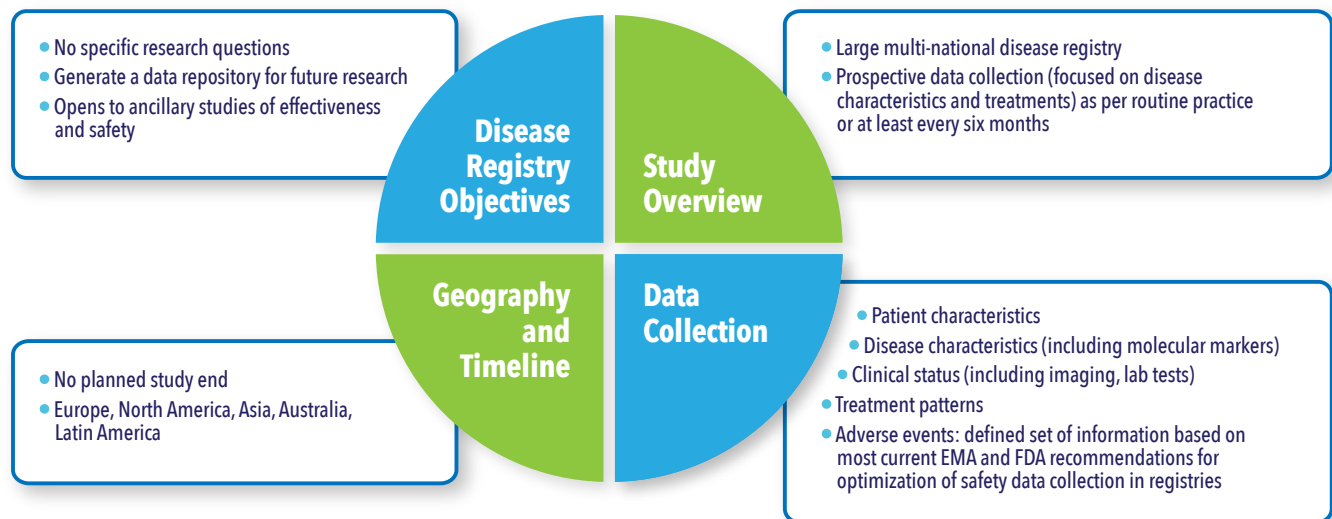 • No specific research questions
• Generate a data repository for future research
• Opens to ancillary studies of effectiveness
and safety
Disease
Registry
Objectives
Study
Overview
• Large multi-national disease registry
• Prospective data collection (focused on disease
characteristics and treatments) as per routine practice
or at least every six months
Geography
and
Timeline
• No planned study end
• Europe, North America, Asia, Australia,
Latin America
Data
Collection
• Patient characteristics
• Disease characteristics (including molecular markers)
• Clinical status (including imaging, lab tests)
• Treatment patterns
• Adverse events: defined set of information based on
most current EMA and FDA recommendations for
optimization of safety data collection in registries